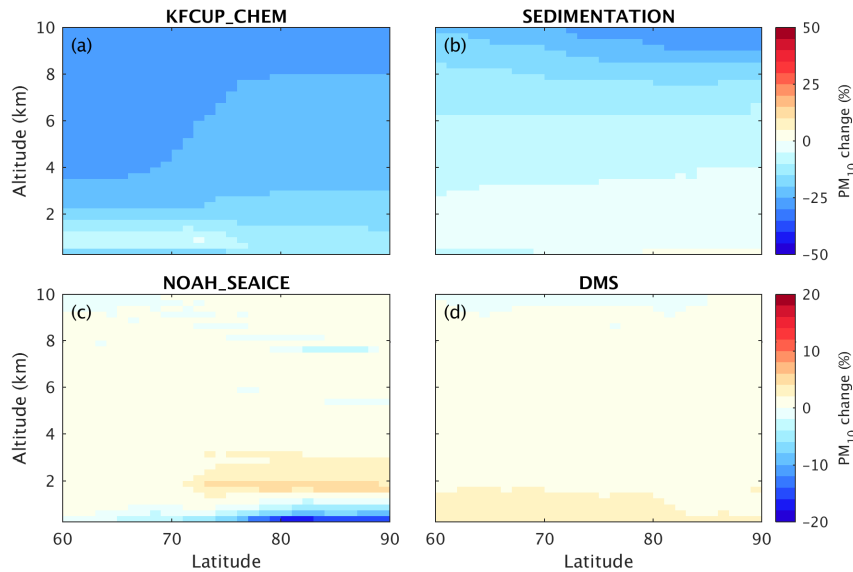 KFCUP_CHEM
SEDIMENTATION
(a)
(b)
10
8
6
4
2
Altitude (km)
50
25
0
−25
−50
PM10 change (%)
NOAH_SEAICE
DMS
(c)
(d)
10
8
6
4
2
Altitude (km)
60
70
80
90
Latitude
60
70
80
90
Latitude
20
10
0
−10
−20
PM10 change (%)